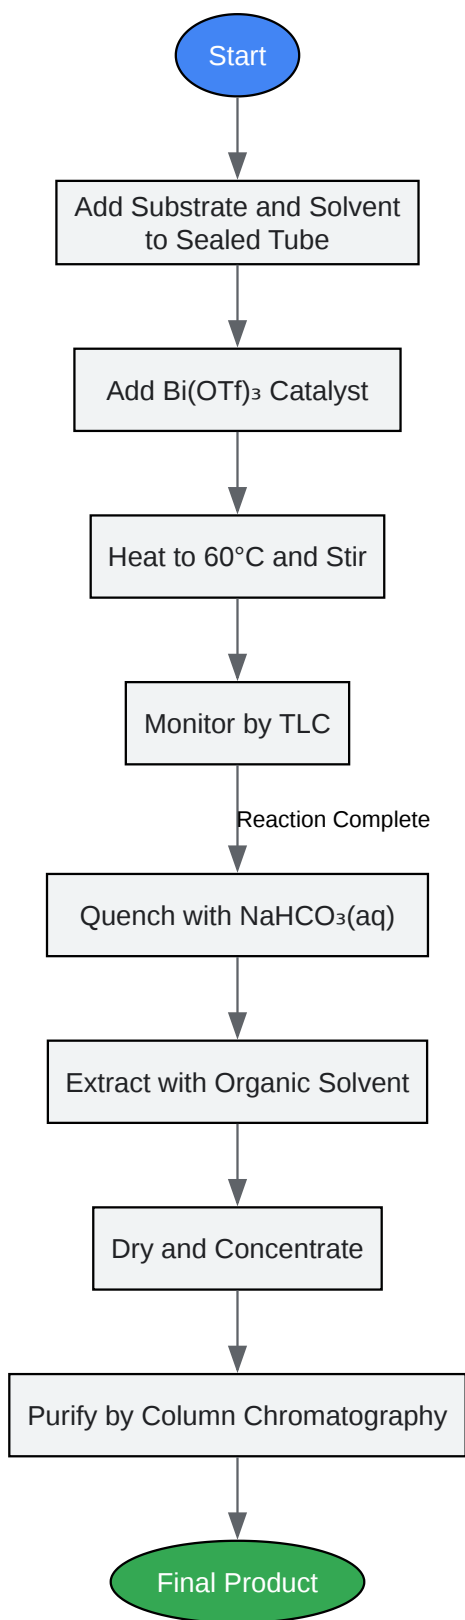 Start
Add Substrate and Solvent
to Sealed Tube
Add Bi(OTf)₃ Catalyst
Heat to 60°C and Stir
Monitor by TLC
Reaction Complete
Quench with NaHCO₃(aq)
Extract with Organic Solvent
Dry and Concentrate
Purify by Column Chromatography
Final Product